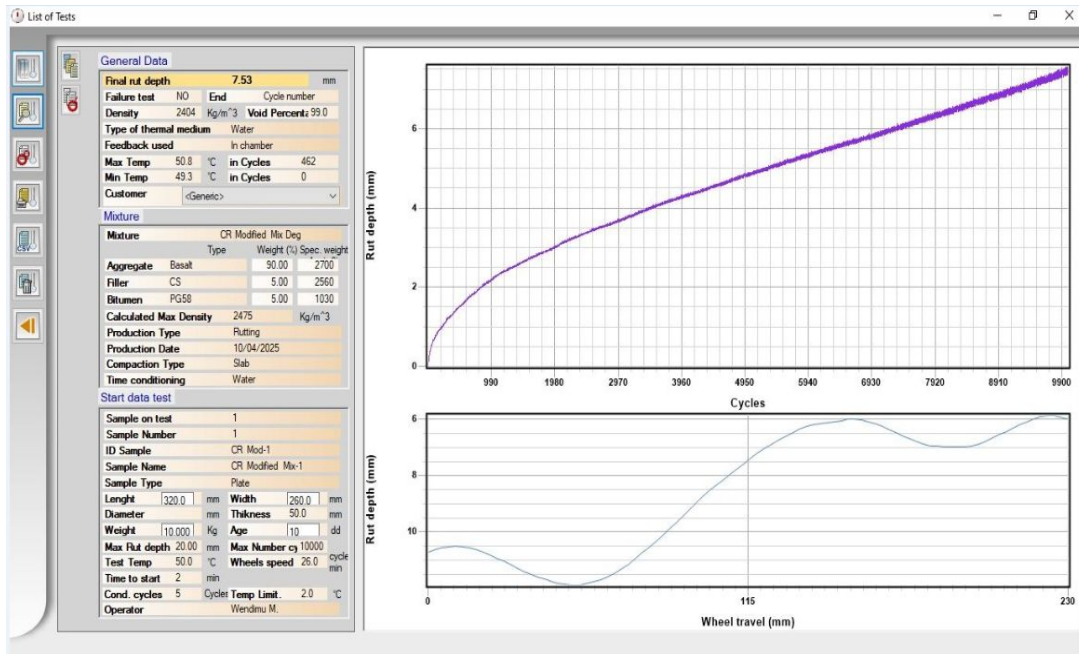 List of Tests
General Data
Final rut depth 7.53 mm
Failure test NO End Cycle number
Density 2404 Kg/m^3 Void Percenta 99.0
Type of thermal medium Water
Feedback used In chamber
Max Temp 50.8 °C in Cycles 462
Min Temp 49.3 °C in Cycles 0
Customer <Generic>
Mixture
Mixture CR Modified Mix Deg
Type Weight (%) Spec. weight
Aggregate Basalt 90.00 2700
Filler CS 5.00 2560
Bitumen PG58 5.00 1030
Calculated Max Density 2475 Kg/m^3
Production Type Rutting
Production Date 10/04/2025
Compaction Type Slab
Time conditioning Water
Start data test
Sample on test 1
Sample Number 1
ID Sample CR Mod-1
Sample Name CR Modified Mix-1
Sample Type Plate
Lenght 320.0 mm Width 260.0 mm
Diameter mm Thikness 50.0 mm
Weight 10.000 Kg Age 10 dd
Max Rut depth 20.00 mm Max Number cy 10000
Test Temp 50.0 °C Wheels speed 26.0 cycle min
Time to start 2 min
Cond. cycles 5 Cycles Temp Limit. 2.0 °C
Operator Wendmu M.
CSV
Rut depth (mm)
6
4
2
0
990 1980 2970 3960 4950 5940 6930 7920 8910 9900
Cycles
Rut depth (mm)
6
8
10
0 115 230
Wheel travel (mm)